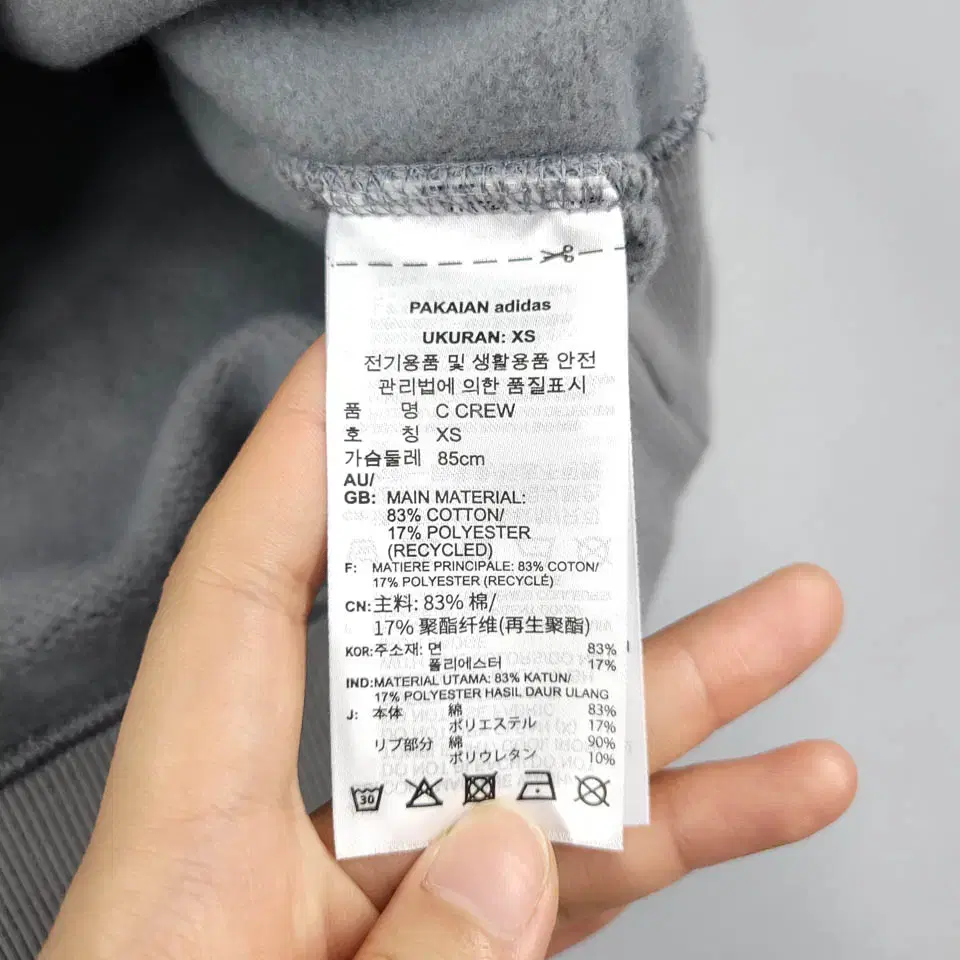 PAKAIAN adidas
UKURAN: XS
전기용품 및 생활용품 안전
관리법에 의한 품질표시
품 명 C CREW
호 칭 XS
가슴둘레 85cm
AU/
GB: MAIN MATERIAL:
83% COTTON/
17% POLYESTER
(RECYCLED)
F: MATIERE PRINCIPALE: 83% COTON/
17% POLYESTER (RECYCLÉ)
CN: 主料: 83% 棉/
17% 聚酯纤维(再生聚酯)
KOR: 주소재: 면 83%
폴리에스터 17%
IND: MATERIAL UTAMA: 83% KATUN/
17% POLYESTER HASIL DAUR ULANG
J: 本体 綿 83%
ポリエステル 17%
リブ部分 綿 90%
ポリウレタン 10%
30